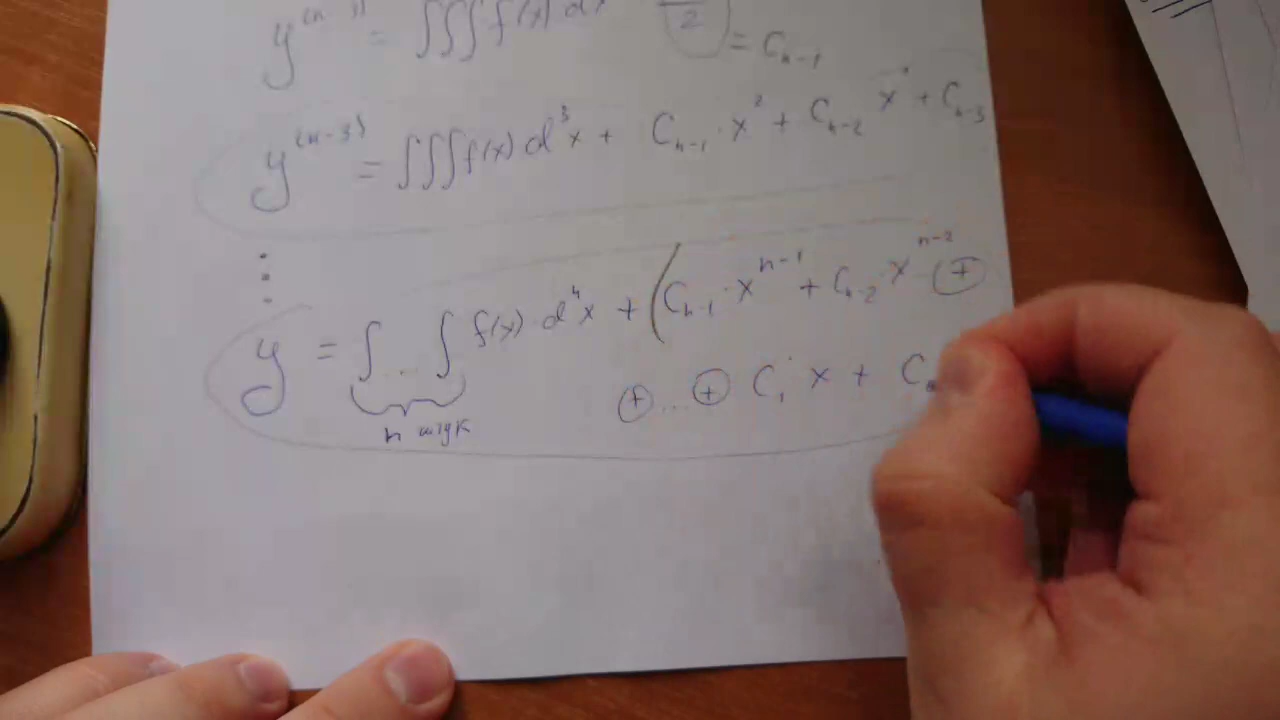 y^(n-3) = ∫∫∫ f(x) d³x + C_{n-1} · x² + C_{n-2} x + C_{n-3}
⋮
y = ∫ ... ∫ f(x) · dⁿx + (C_{n-1} · x^{n-1} + C_{n-2} · x^{n-2} ⊕
⊕ ... ⊕ C₁ x + C₀
n штук